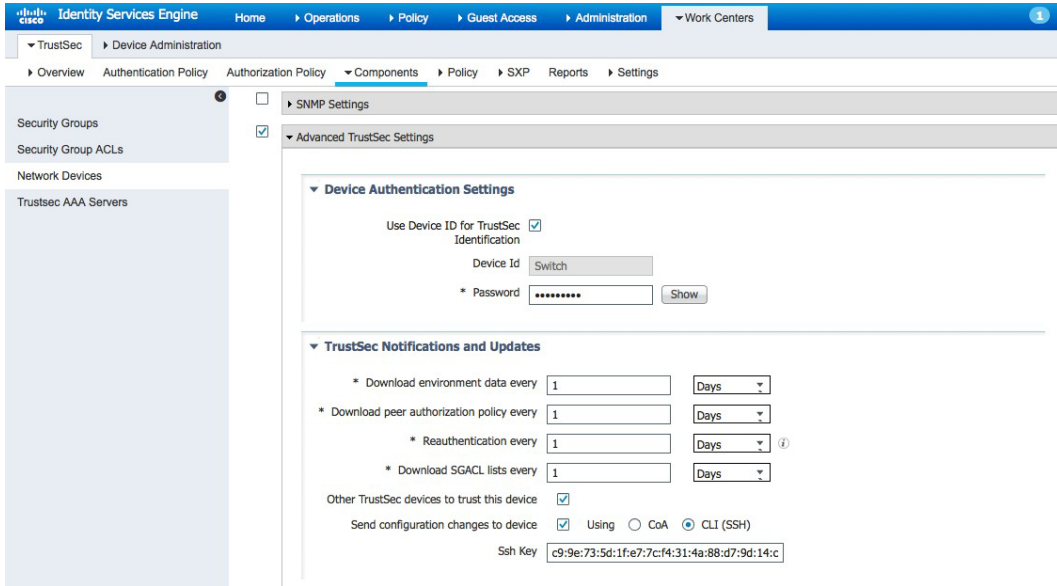 cisco Identity Services Engine Home Operations Policy Guest Access Administration Work Centers 1
TrustSec Device Administration
Overview Authentication Policy Authorization Policy Components Policy SXP Reports Settings
SNMP Settings
Security Groups
Advanced TrustSec Settings
Security Group ACLs
Network Devices
Trustsec AAA Servers
Device Authentication Settings
Use Device ID for TrustSec
Identification
Device Id Switch
* Password ••••••••• Show
TrustSec Notifications and Updates
* Download environment data every 1 Days
* Download peer authorization policy every 1 Days
* Reauthentication every 1 Days i
* Download SGACL lists every 1 Days
Other TrustSec devices to trust this device
Send configuration changes to device Using CoA CLI (SSH)
Ssh Key c9:9e:73:5d:1f:e7:7c:f4:31:4a:88:d7:9d:14:c